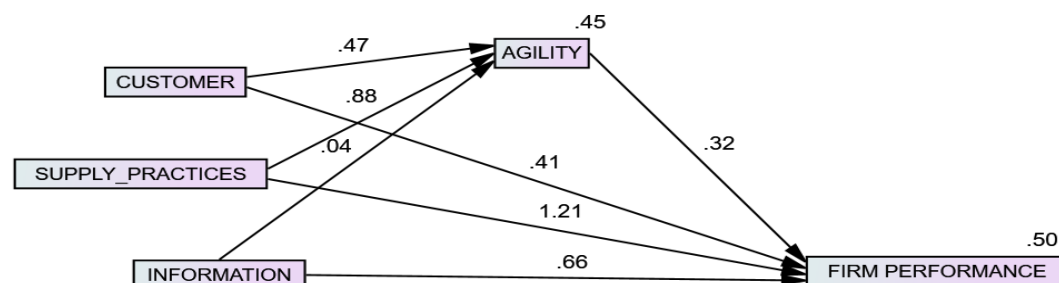 .45
.47
AGILITY
CUSTOMER
.88
.04
.32
SUPPLY_PRACTICES
.41
1.21
.50
INFORMATION
.66
FIRM PERFORMANCE